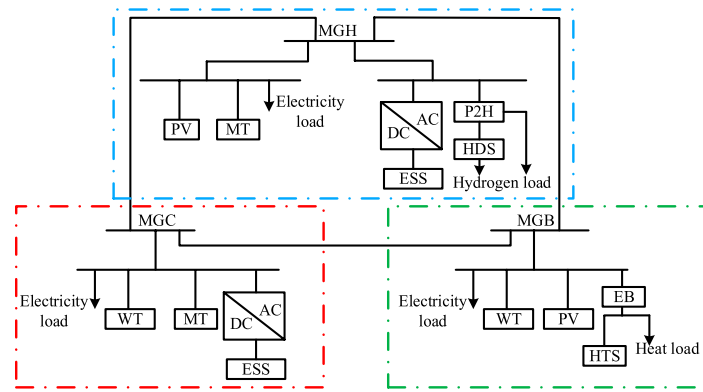 MGH
Electricity
load
PV
MT
DC
AC
ESS
P2H
HDS
Hydrogen load
MGC
Electricity
load
WT
MT
DC
AC
ESS
MGB
Electricity
load
WT
PV
EB
HTS
Heat load